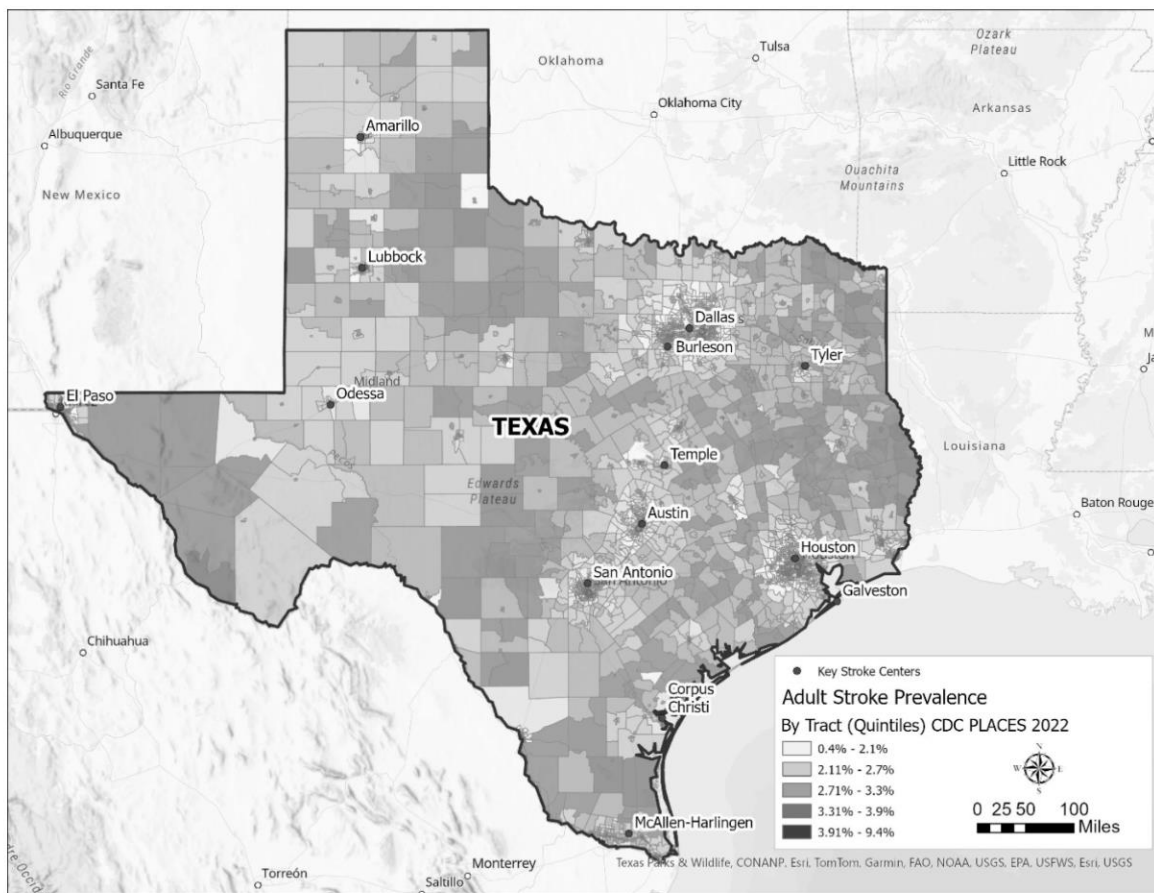 Ozark
Plateau
Tulsa
Oklahoma
Rio Grande
Santa Fe
Oklahoma City
Arkansas
Amarillo
Albuquerque
Little Rock
Ouachita
Mountains
New Mexico
Lubbock
Dallas
Burleson
Tyler
Midland
Odessa
El Paso
TEXAS
Louisiana
Pecos
Temple
Edwards
Plateau
Baton Rouge
Austin
Houston
San Antonio
San Antonio
Galveston
Chihuahua
Corpus
Christi
Key Stroke Centers
Adult Stroke Prevalence
By Tract (Quintiles) CDC PLACES 2022
0.4% - 2.1%
2.11% - 2.7%
2.71% - 3.3%
3.31% - 3.9%
3.91% - 9.4%
N
W E
S
0 25 50 100
Miles
McAllen-Harlingen
Monterrey
Texas Parks & Wildlife, CONANP, Esri, TomTom, Garmin, FAO, NOAA, USGS, EPA, USFWS, Esri, USGS
Torreón
Saltillo